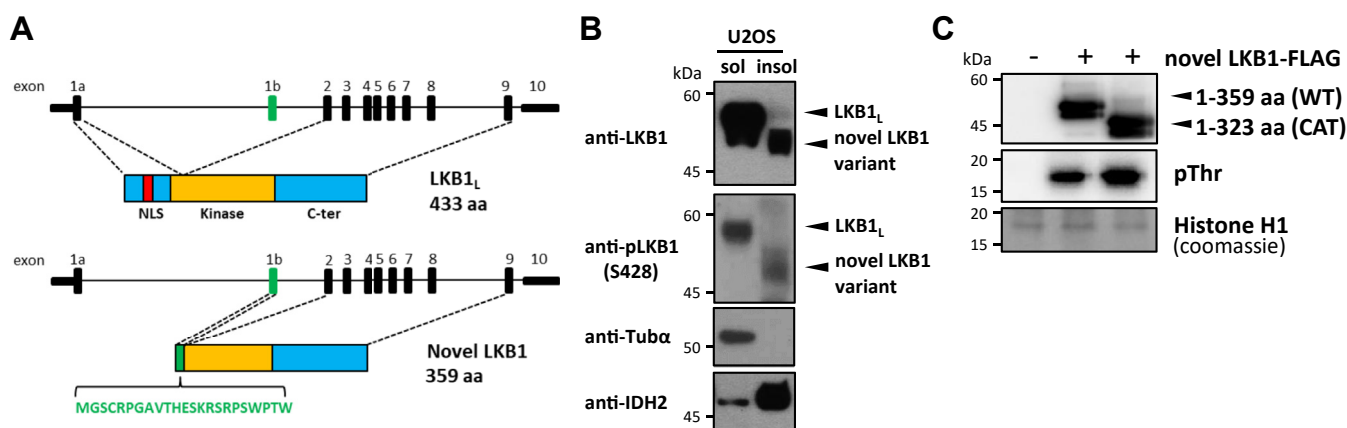 A
exon 1a 1b 2 3 4 5 6 7 8 9 10
NLS Kinase C-ter
LKB1L
433 aa
exon 1a 1b 2 3 4 5 6 7 8 9 10
Novel LKB1
359 aa
MGSCRPGAVTHESKRSRPSWPTW
B
U2OS
kDa sol insol
60
anti-LKB1
LKB1L
novel LKB1
variant
45
60
anti-pLKB1
(S428)
LKB1L
novel LKB1
variant
45
anti-Tubα
50
anti-IDH2
45
C
kDa - + + novel LKB1-FLAG
60
1-359 aa (WT)
45
1-323 aa (CAT)
20
pThr
15
20
Histone H1
(coomassie)
15